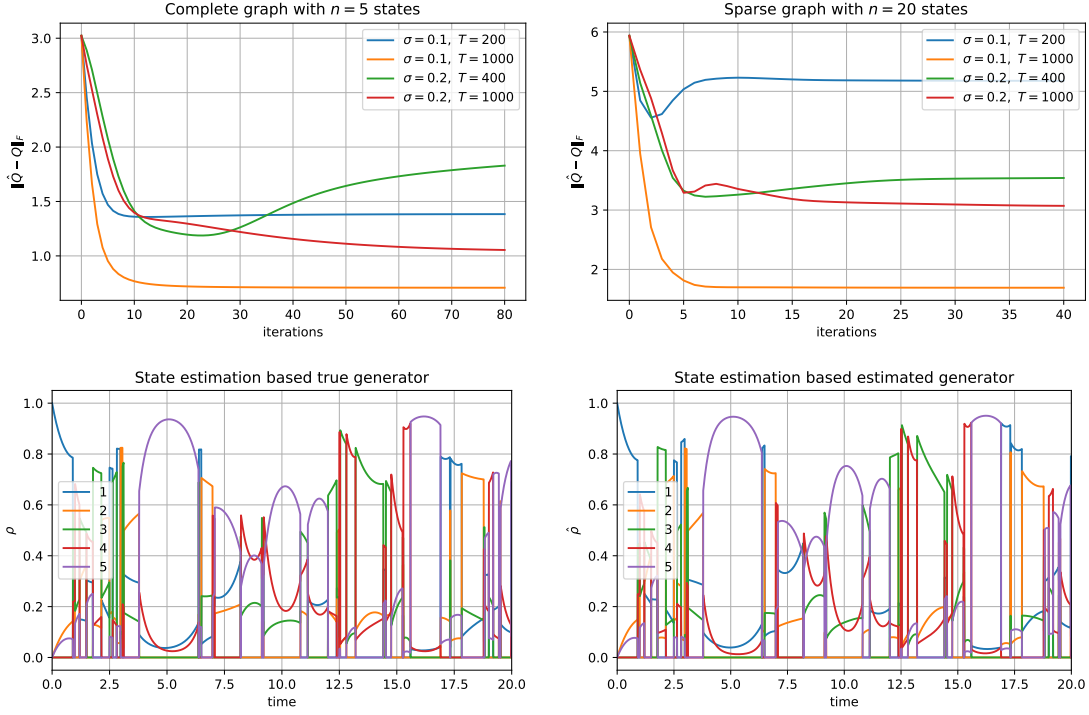 Complete graph with n = 5 states
3.0
2.5
2.0
1.5
1.0
‖Q̂ − Q‖F
0 10 20 30 40 50 60 70 80
iterations
σ = 0.1, T = 200
σ = 0.1, T = 1000
σ = 0.2, T = 400
σ = 0.2, T = 1000
Sparse graph with n = 20 states
6
5
4
3
2
‖Q̂ − Q‖F
0 5 10 15 20 25 30 35 40
iterations
σ = 0.1, T = 200
σ = 0.1, T = 1000
σ = 0.2, T = 400
σ = 0.2, T = 1000
State estimation based true generator
1.0
0.8
0.6
0.4
0.2
0.0
ρ
1
2
3
4
5
0.0 2.5 5.0 7.5 10.0 12.5 15.0 17.5 20.0
time
State estimation based estimated generator
1.0
0.8
0.6
0.4
0.2
0.0
ρ̂
1
2
3
4
5
0.0 2.5 5.0 7.5 10.0 12.5 15.0 17.5 20.0
time